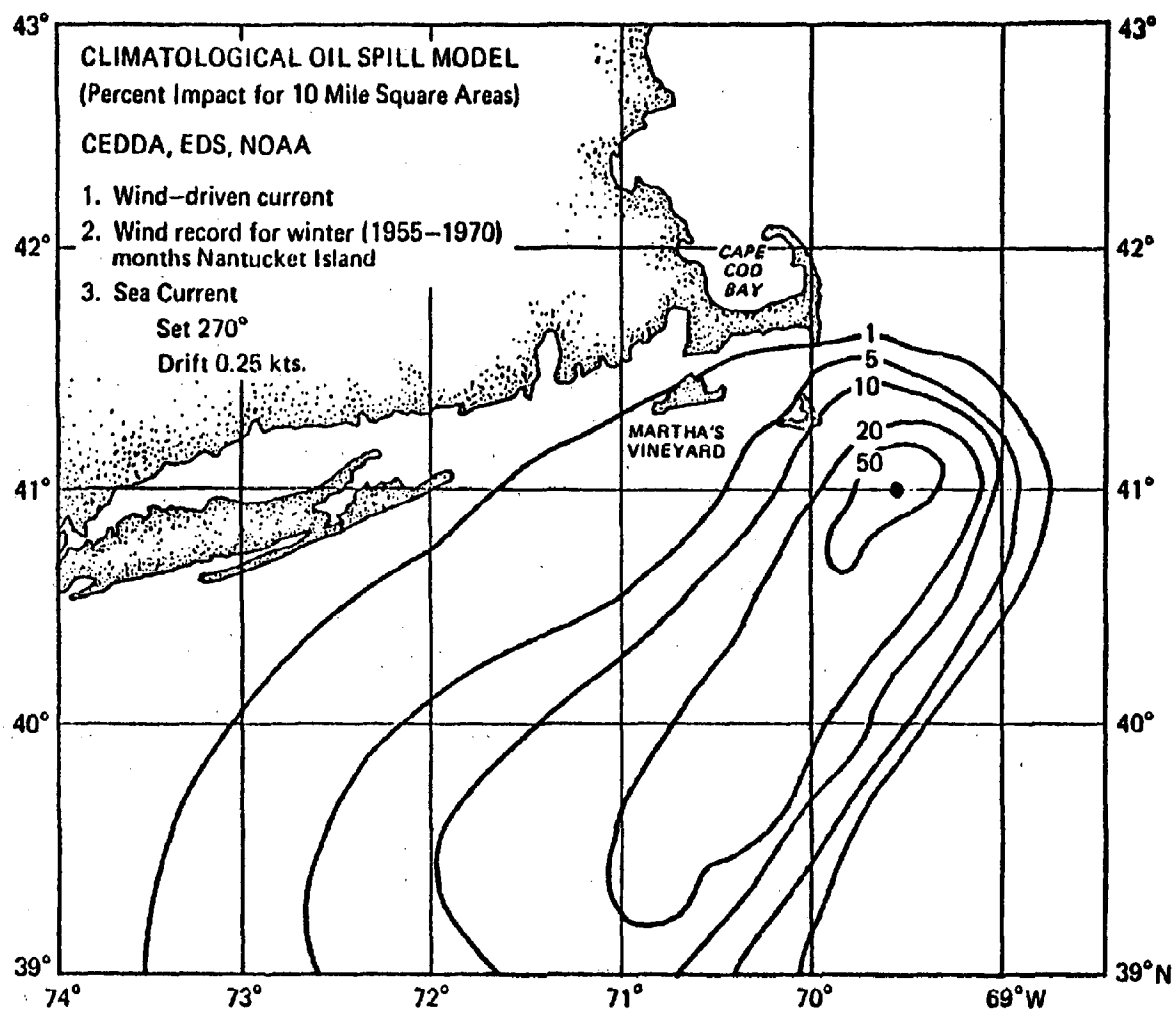 43°
43°
CLIMATOLOGICAL OIL SPILL MODEL
(Percent Impact for 10 Mile Square Areas)
CEDDA, EDS, NOAA
1. Wind–driven current
2. Wind record for winter (1955–1970)
months Nantucket Island
3. Sea Current
Set 270°
Drift 0.25 kts.
42°
42°
CAPE
COD
BAY
1
5
10
20
50
MARTHA'S
VINEYARD
41°
41°
40°
40°
39°
39°N
74°
73°
72°
71°
70°
69°W